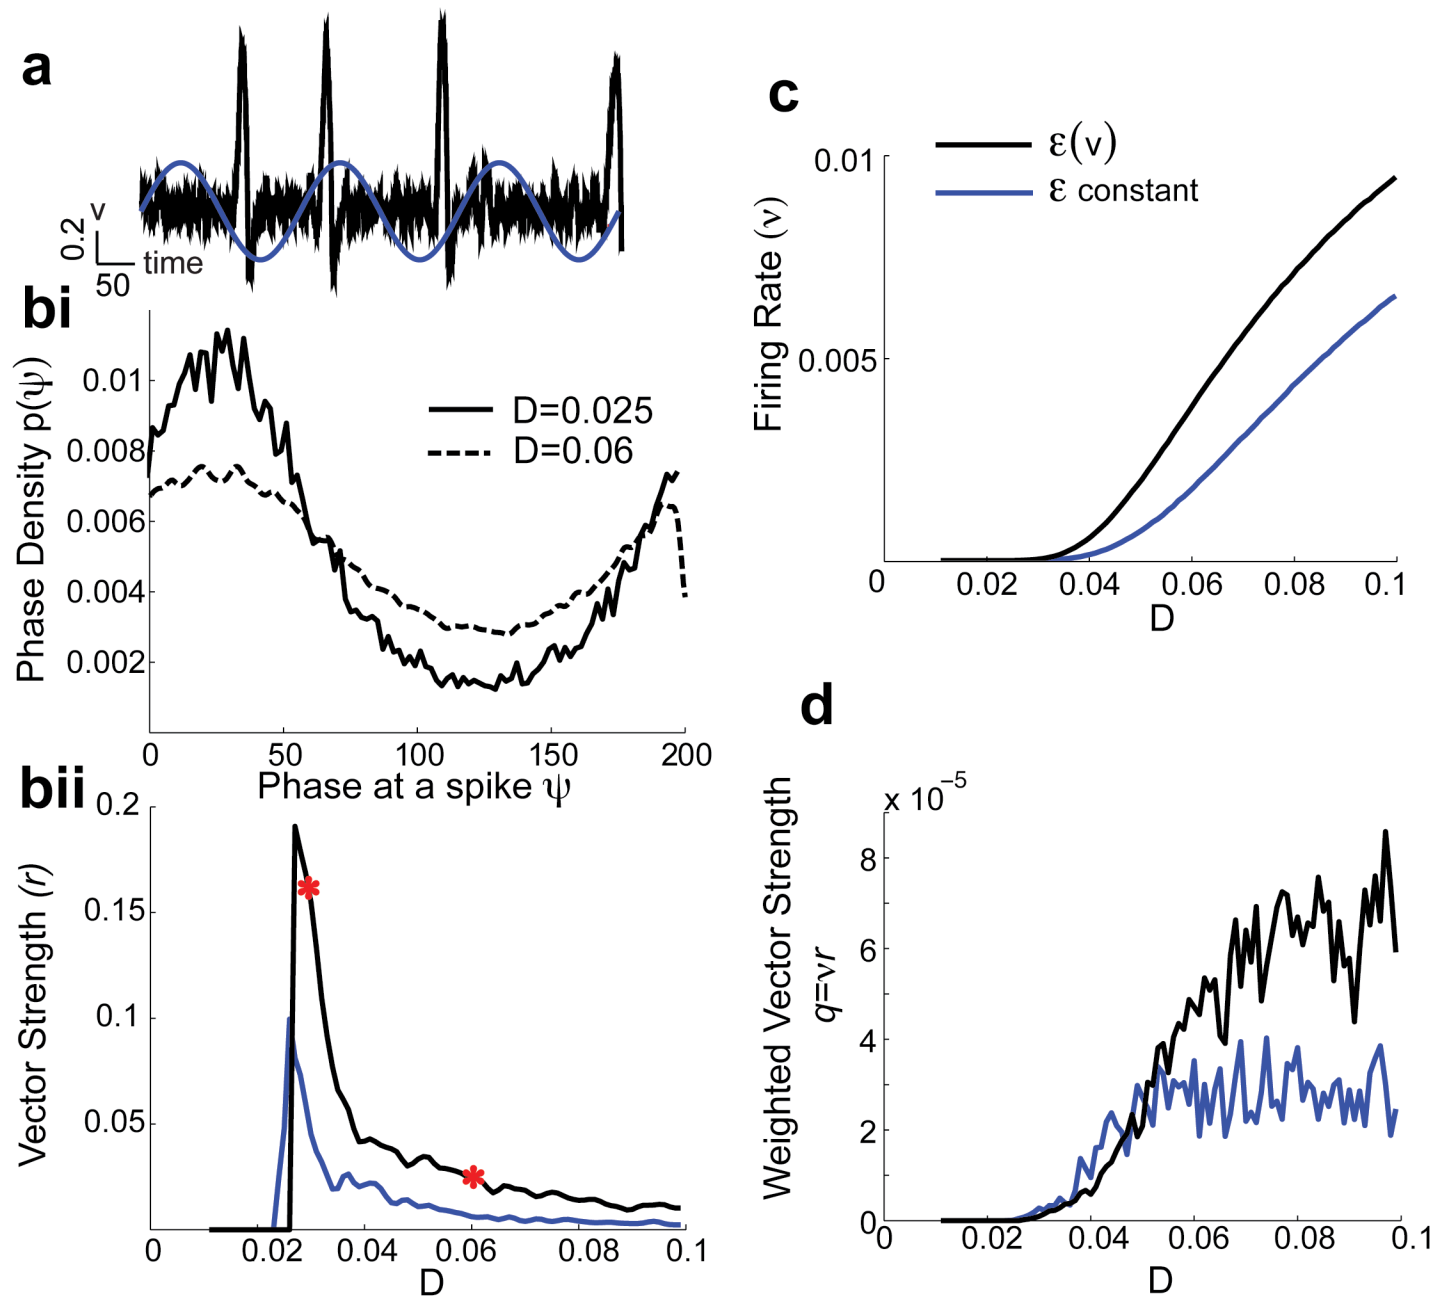 a
v
0.2
time
50
bi
Phase Density p(ψ)
0.01
0.008
0.006
0.004
0.002
D=0.025
D=0.06
0 50 100 150 200
Phase at a spike ψ
bii
Vector Strength (r)
0.2
0.15
0.1
0.05
0 0.02 0.04 0.06 0.08 0.1
D
c
ε(v)
ε constant
Firing Rate (ν)
0.01
0.005
0 0.02 0.04 0.06 0.08 0.1
D
d
x 10⁻⁵
Weighted Vector Strength
q=νr
8
6
4
2
0
0 0.02 0.04 0.06 0.08 0.1
D